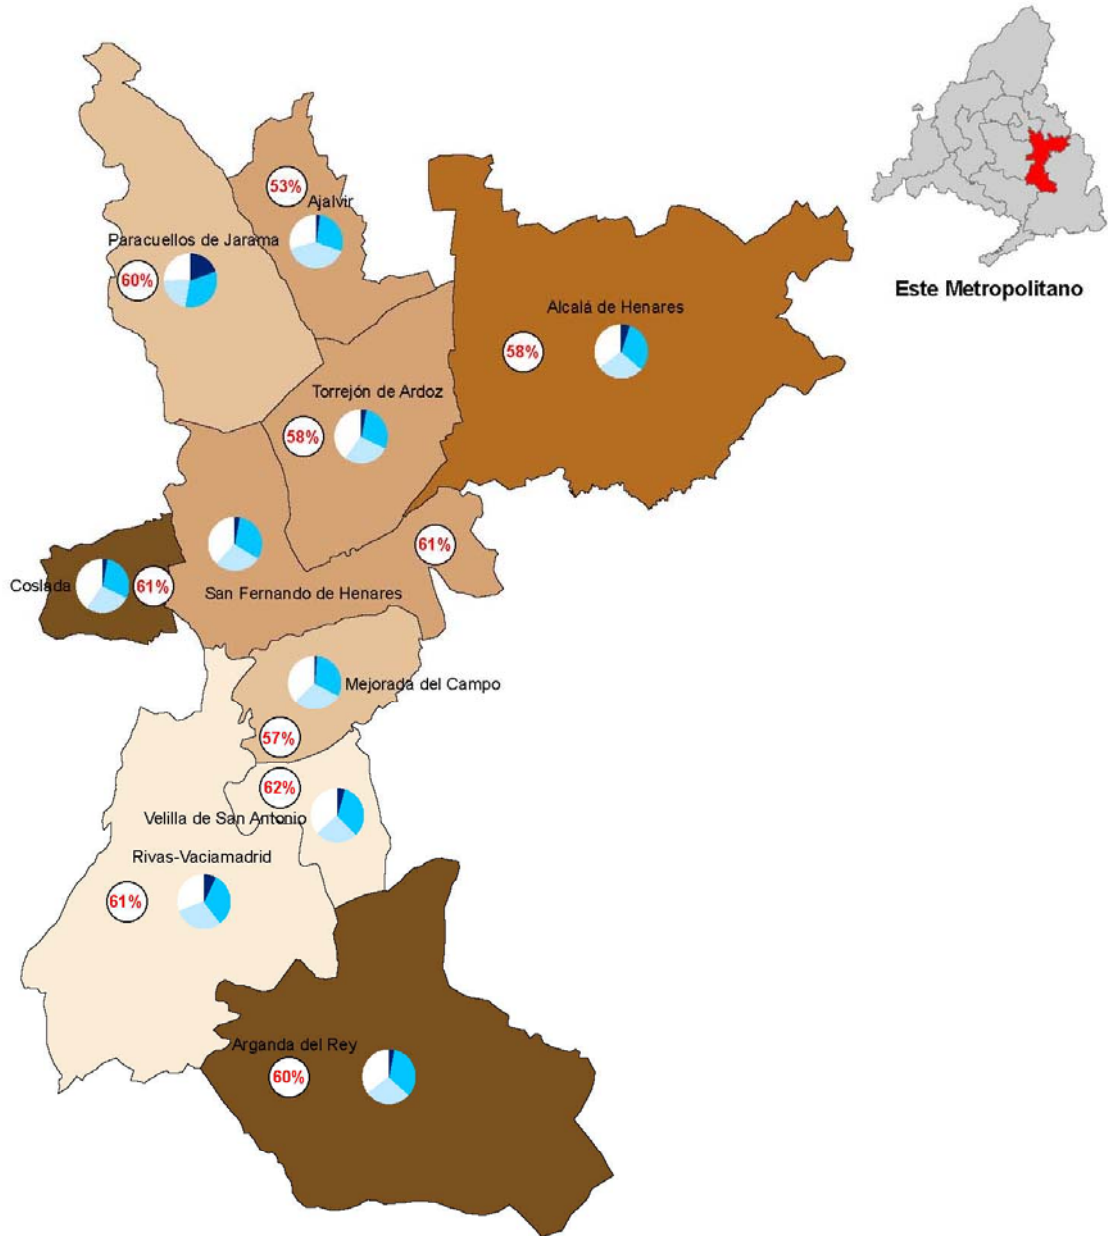 53%
Ajalvir
Paracuellos de Jarama
60%
Este Metropolitano
Alcalá de Henares
58%
Torrejón de Ardoz
58%
61%
Coslada
61%
San Fernando de Henares
Mejorada del Campo
57%
62%
Velilla de San Antonio
Rivas-Vaciamadrid
61%
Arganda del Rey
60%